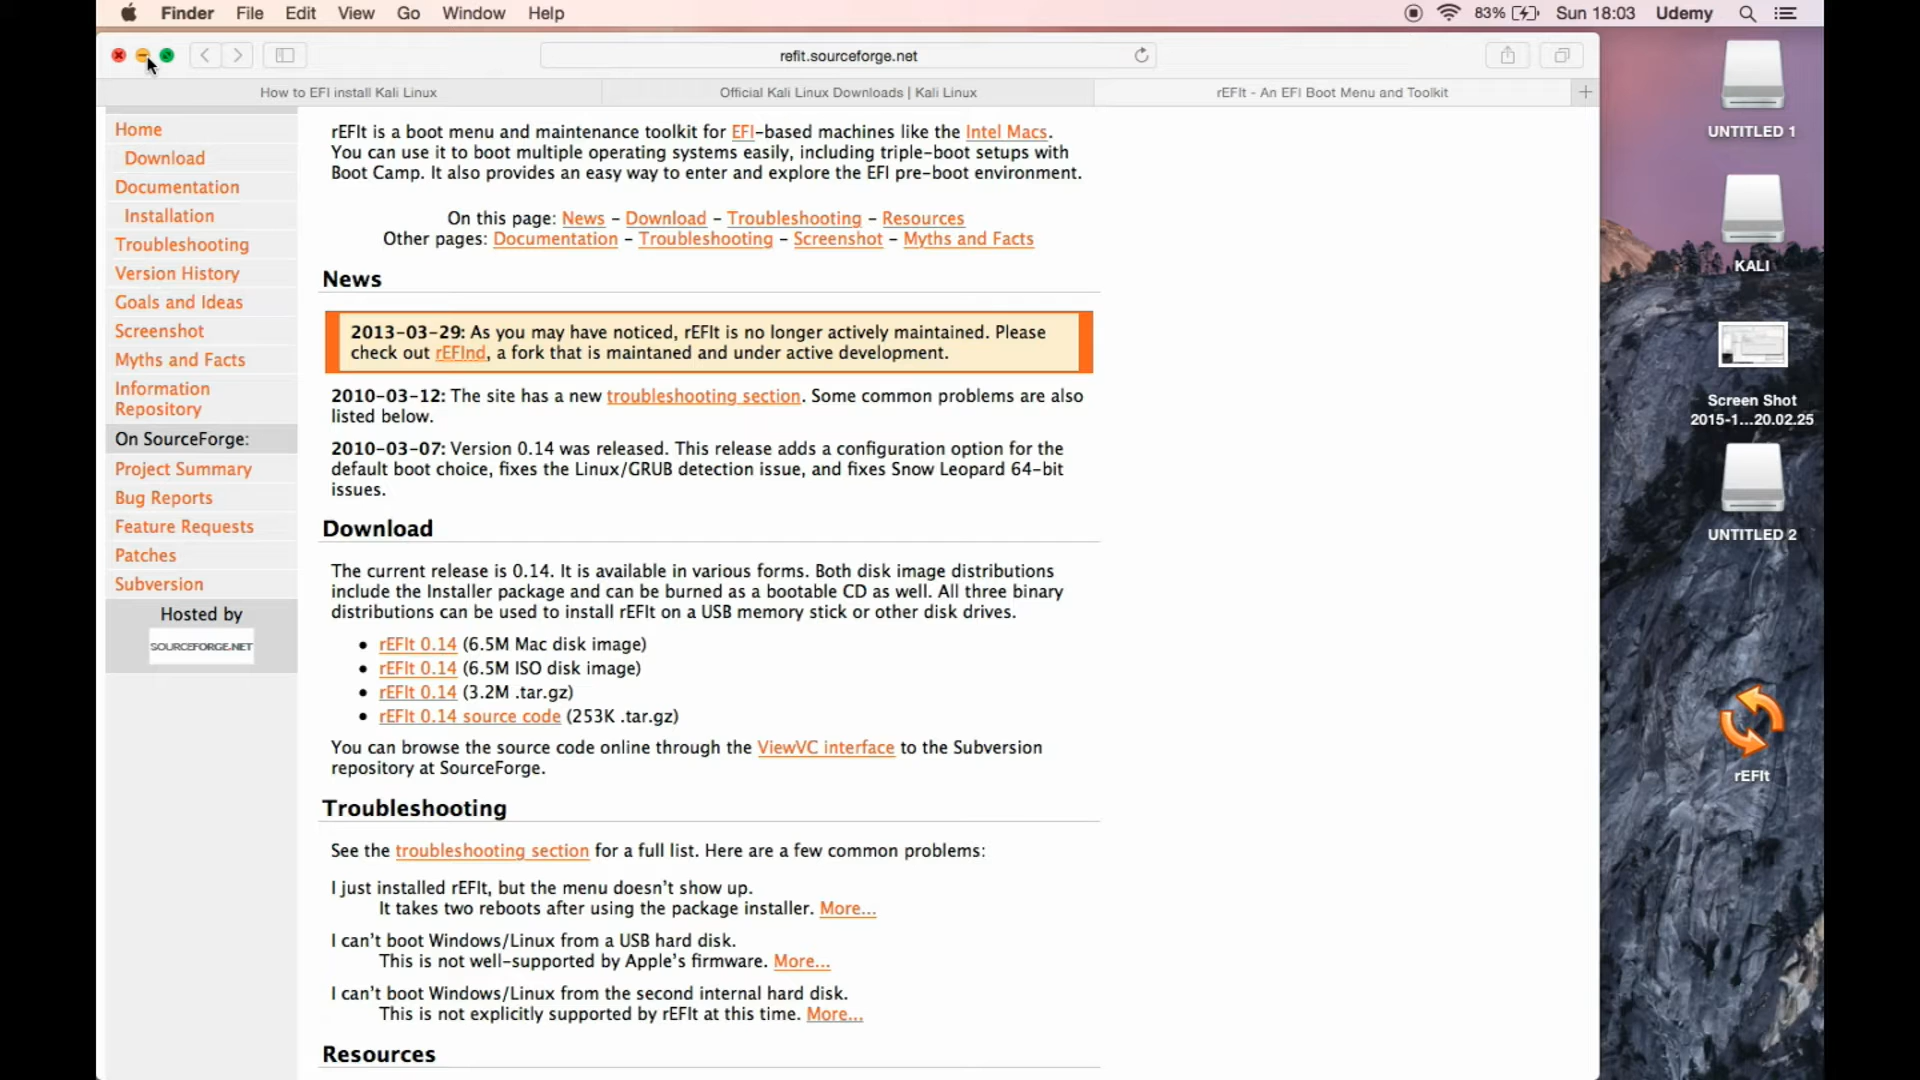 Finder File Edit View Go Window Help 83% Sun 18:03 Udemy
refit.sourceforge.net
How to EFI install Kali Linux
Official Kali Linux Downloads | Kali Linux
rEFIt - An EFI Boot Menu and Toolkit
Home
Download
Documentation
Installation
Troubleshooting
Version History
Goals and Ideas
Screenshot
Myths and Facts
Information
Repository
On SourceForge:
Project Summary
Bug Reports
Feature Requests
Patches
Subversion
Hosted by
SOURCEFORGE.NET
rEFIt is a boot menu and maintenance toolkit for EFI-based machines like the Intel Macs.
You can use it to boot multiple operating systems easily, including triple-boot setups with
Boot Camp. It also provides an easy way to enter and explore the EFI pre-boot environment.
On this page: News – Download – Troubleshooting – Resources
Other pages: Documentation – Troubleshooting – Screenshot – Myths and Facts
News
2013-03-29: As you may have noticed, rEFIt is no longer actively maintained. Please
check out rEFInd, a fork that is maintaned and under active development.
2010-03-12: The site has a new troubleshooting section. Some common problems are also
listed below.
2010-03-07: Version 0.14 was released. This release adds a configuration option for the
default boot choice, fixes the Linux/GRUB detection issue, and fixes Snow Leopard 64-bit
issues.
Download
The current release is 0.14. It is available in various forms. Both disk image distributions
include the Installer package and can be burned as a bootable CD as well. All three binary
distributions can be used to install rEFIt on a USB memory stick or other disk drives.
• rEFIt 0.14 (6.5M Mac disk image)
• rEFIt 0.14 (6.5M ISO disk image)
• rEFIt 0.14 (3.2M .tar.gz)
• rEFIt 0.14 source code (253K .tar.gz)
You can browse the source code online through the ViewVC interface to the Subversion
repository at SourceForge.
Troubleshooting
See the troubleshooting section for a full list. Here are a few common problems:
I just installed rEFIt, but the menu doesn't show up.
It takes two reboots after using the package installer. More...
I can't boot Windows/Linux from a USB hard disk.
This is not well-supported by Apple's firmware. More...
I can't boot Windows/Linux from the second internal hard disk.
This is not explicitly supported by rEFIt at this time. More...
Resources
UNTITLED 1
KALI
Screen Shot
2015-1...20.02.25
UNTITLED 2
rEFIt